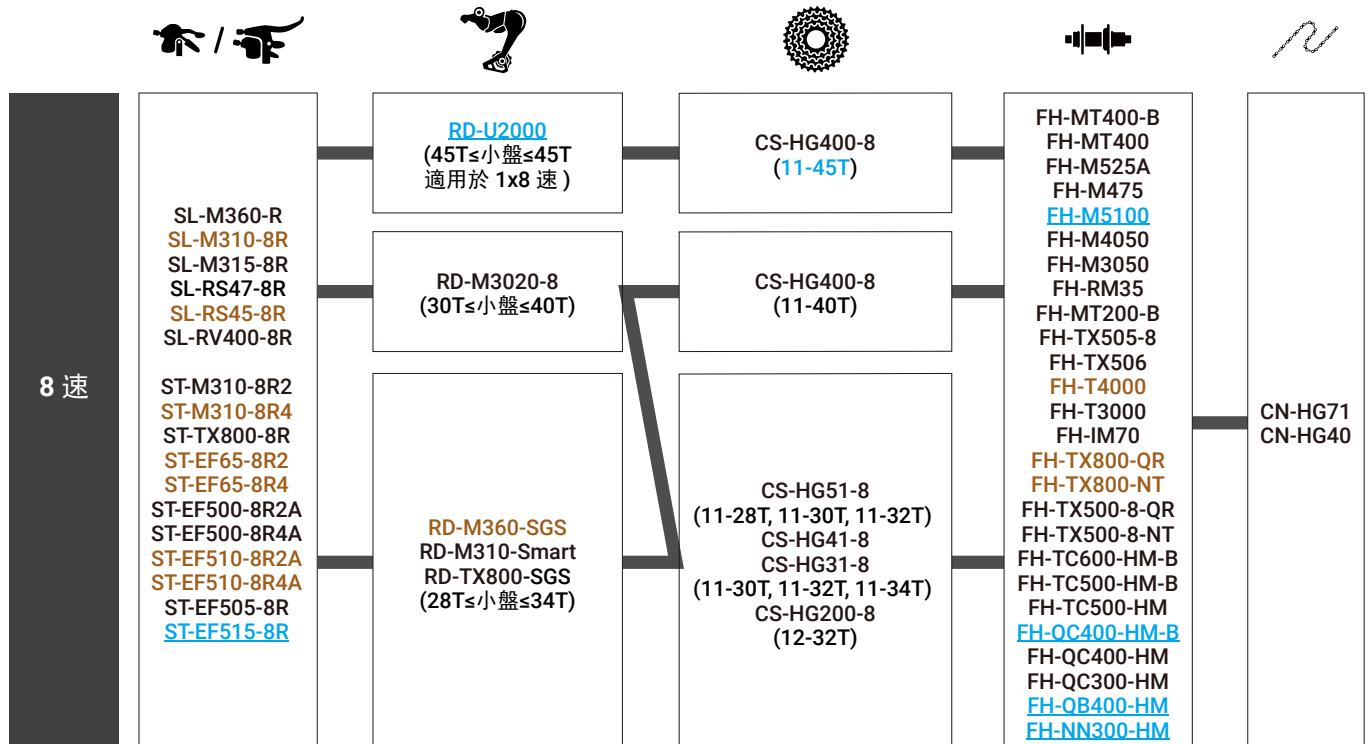 8 速
SL-M360-R
SL-M310-8R
SL-M315-8R
SL-RS47-8R
SL-RS45-8R
SL-RV400-8R
ST-M310-8R2
ST-M310-8R4
ST-TX800-8R
ST-EF65-8R2
ST-EF65-8R4
ST-EF500-8R2A
ST-EF500-8R4A
ST-EF510-8R2A
ST-EF510-8R4A
ST-EF505-8R
ST-EF515-8R
RD-U2000
(45T≤小盤≤45T
適用於 1x8 速 )
RD-M3020-8
(30T≤小盤≤40T)
RD-M360-SGS
RD-M310-Smart
RD-TX800-SGS
(28T≤小盤≤34T)
CS-HG400-8
(11-45T)
CS-HG400-8
(11-40T)
CS-HG51-8
(11-28T, 11-30T, 11-32T)
CS-HG41-8
CS-HG31-8
(11-30T, 11-32T, 11-34T)
CS-HG200-8
(12-32T)
FH-MT400-B
FH-MT400
FH-M525A
FH-M475
FH-M5100
FH-M4050
FH-M3050
FH-RM35
FH-MT200-B
FH-TX505-8
FH-TX506
FH-T4000
FH-T3000
FH-IM70
FH-TX800-QR
FH-TX800-NT
FH-TX500-8-QR
FH-TX500-8-NT
FH-TC600-HM-B
FH-TC500-HM-B
FH-TC500-HM
FH-QC400-HM-B
FH-QC400-HM
FH-QC300-HM
FH-QB400-HM
FH-NN300-HM
CN-HG71
CN-HG40